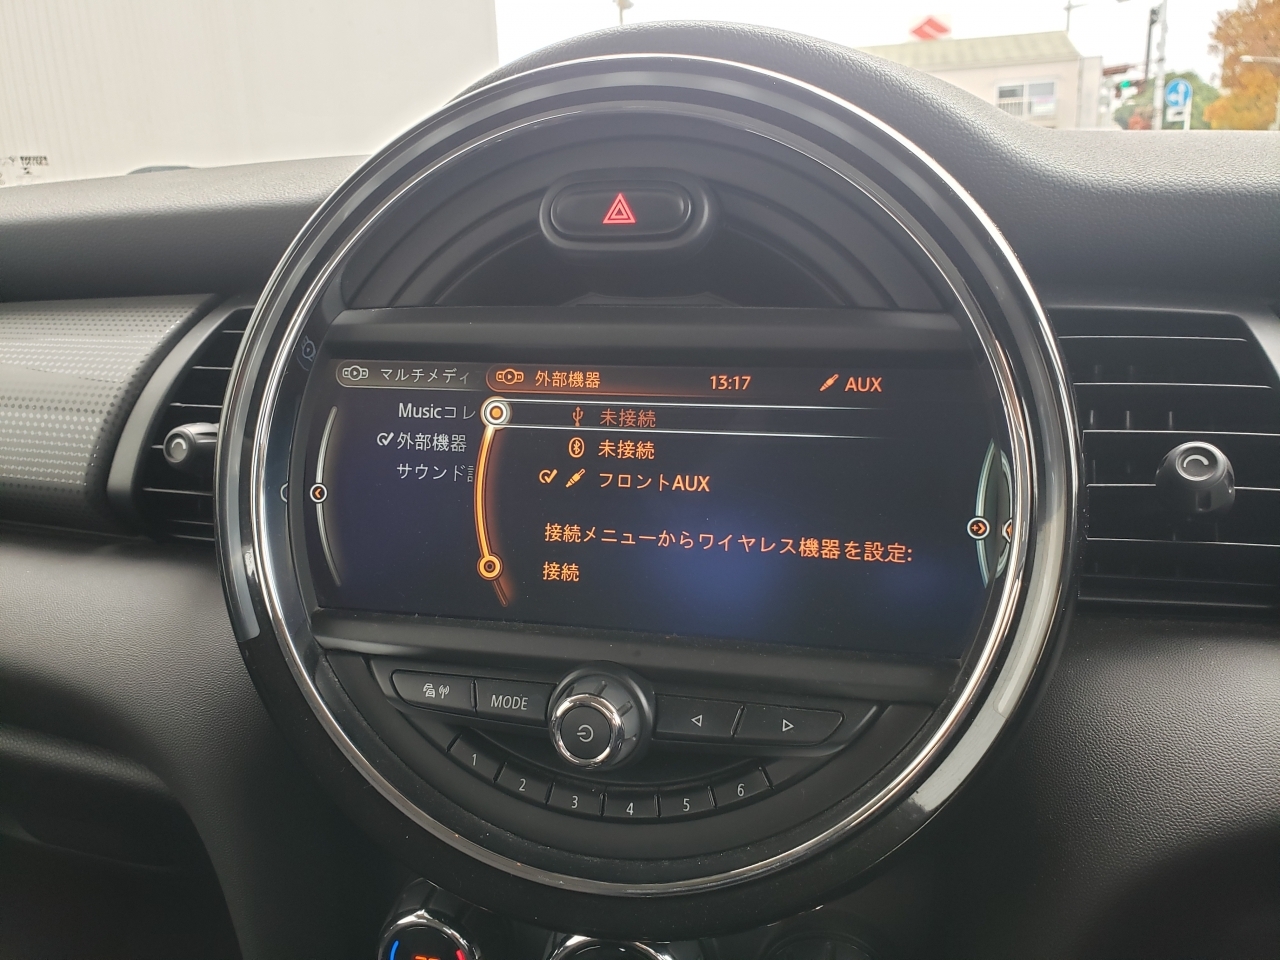 マルチメディ
外部機器
13:17
AUX
Musicコレ
外部機器
サウンド
未接続
未接続
フロントAUX
接続メニューからワイヤレス機器を設定:
接続
MODE
1
2
3
4
5
6